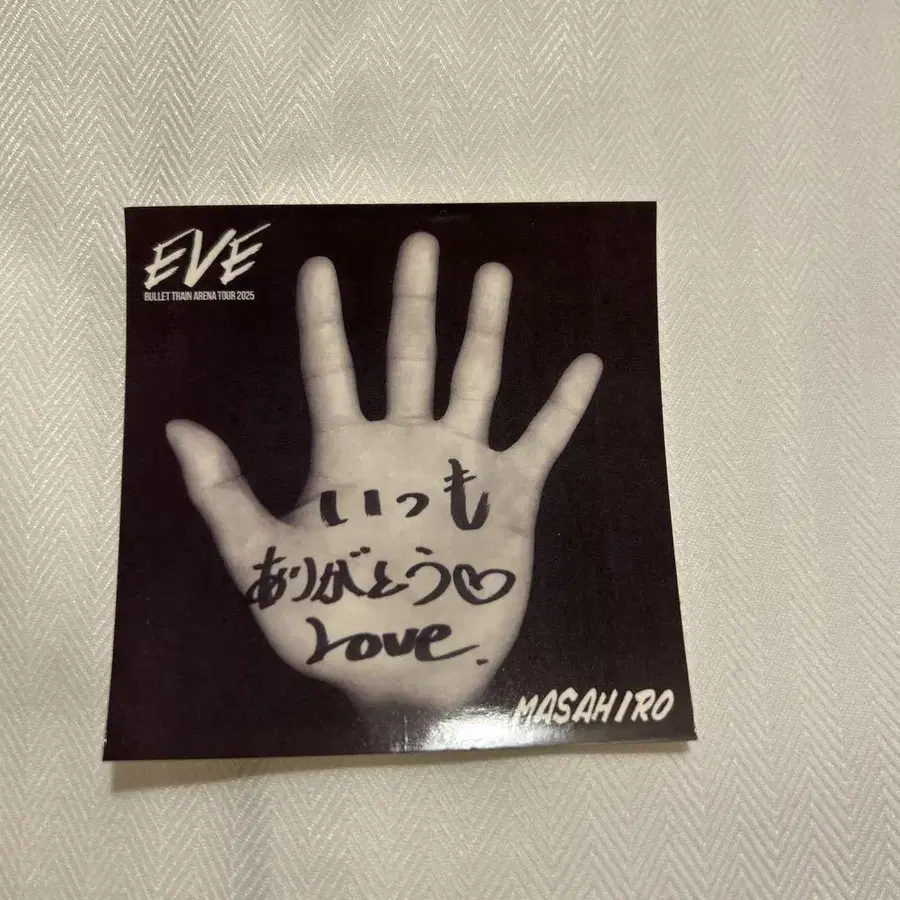 EVE
BULLET TRAIN ARENA TOUR 2025
いつも
ありがとう♡
Love.
MASAHIRO